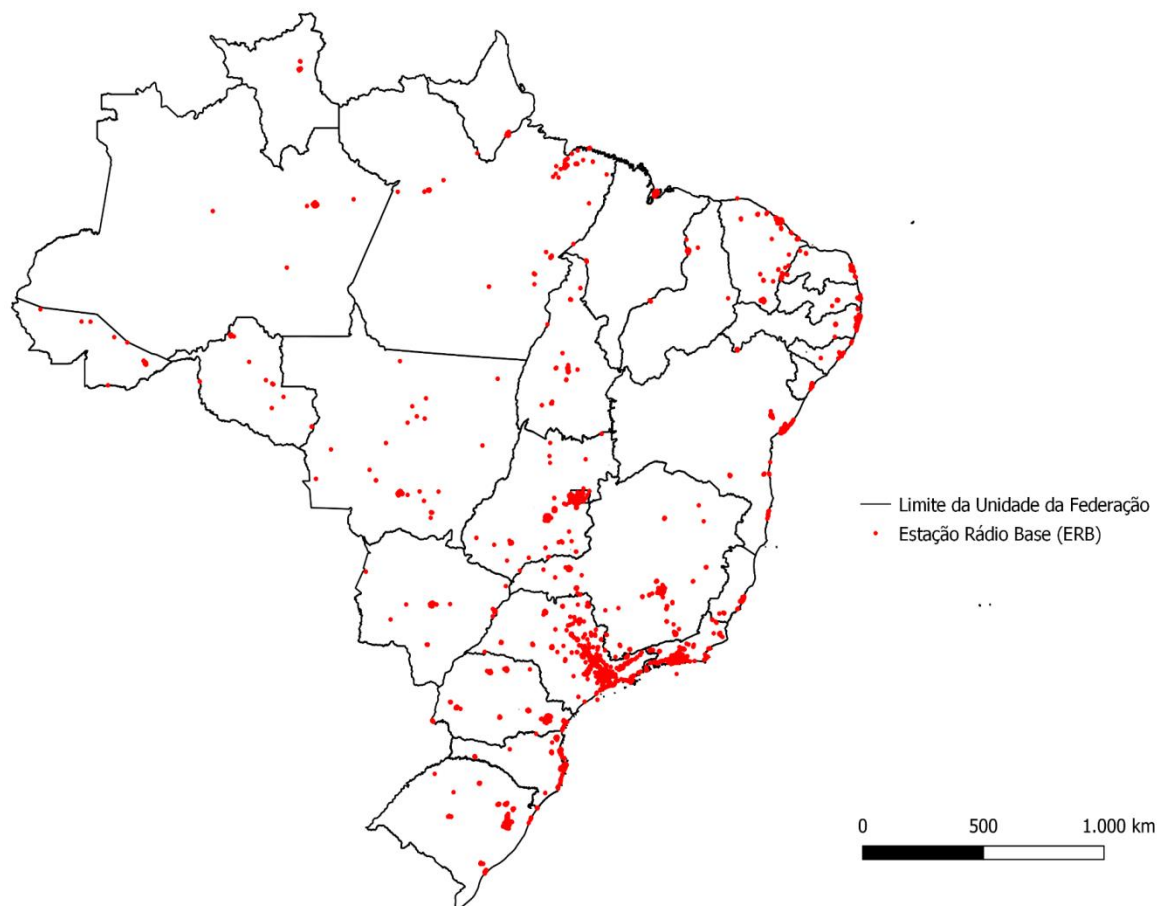 Limite da Unidade da Federação
Estação Rádio Base (ERB)
0 500 1.000 km